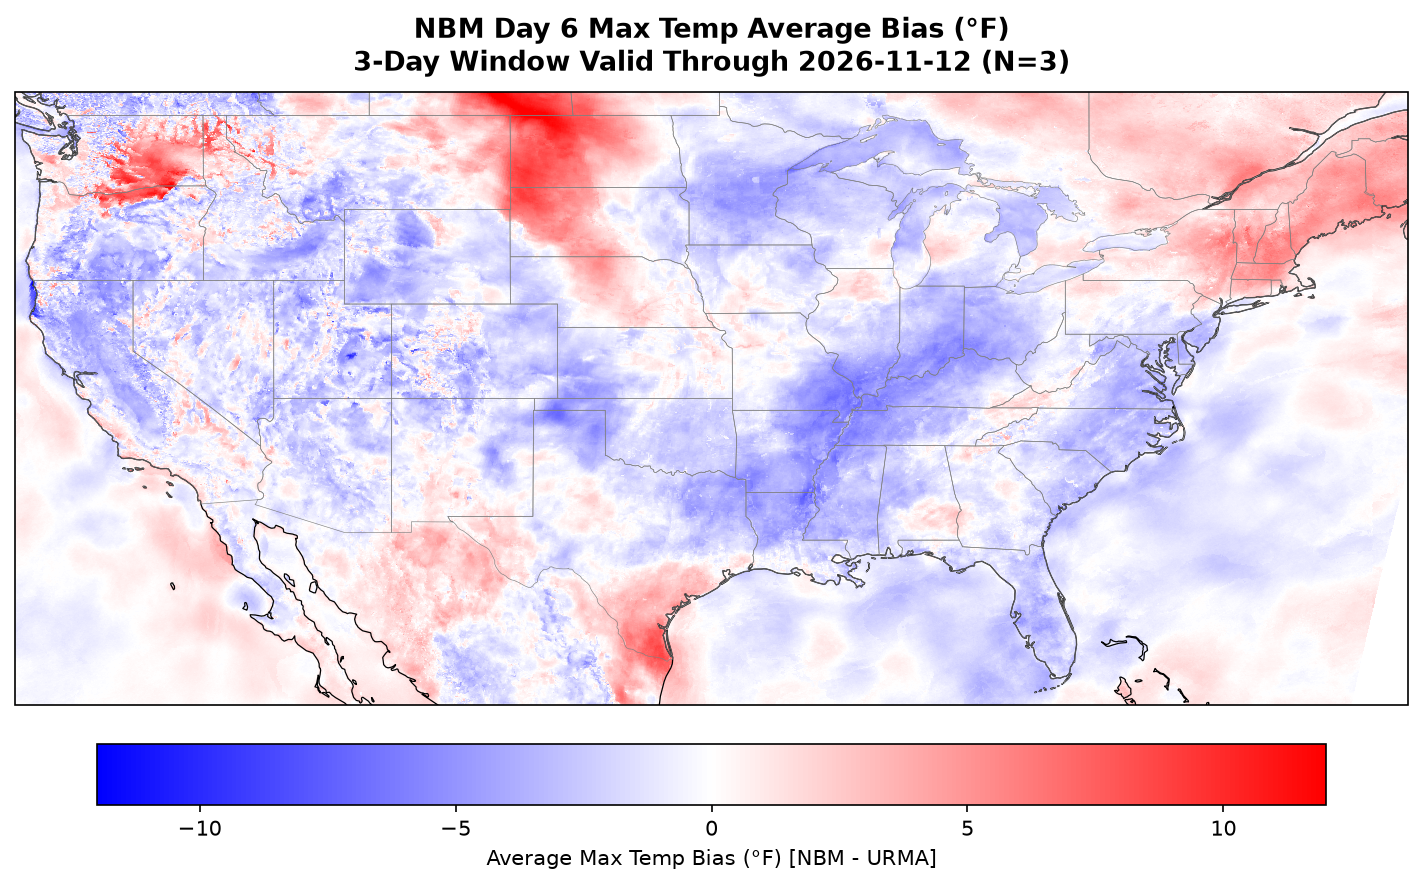 NBM Day 6 Max Temp Average Bias (°F)
3-Day Window Valid Through 2026-11-12 (N=3)
−10 −5 0 5 10
Average Max Temp Bias (°F) [NBM - URMA]